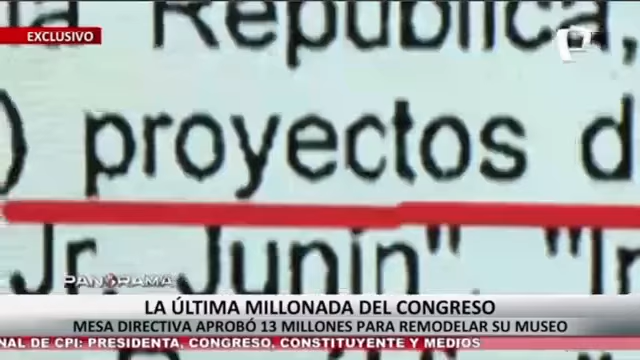 EXCLUSIVO
la República,
) proyectos d
Jr. Junín", "In
PANORAMA
LA ÚLTIMA MILLONADA DEL CONGRESO
MESA DIRECTIVA APROBÓ 13 MILLONES PARA REMODELAR SU MUSEO
NAL DE CPI: PRESIDENTA, CONGRESO, CONSTITUYENTE Y MEDIOS